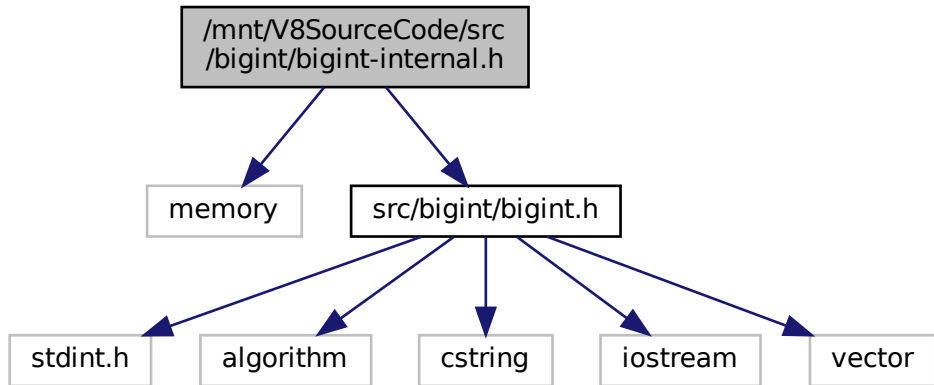 /mnt/V8SourceCode/src
/bigint/bigint-internal.h
memory
src/bigint/bigint.h
stdint.h
algorithm
cstring
iostream
vector